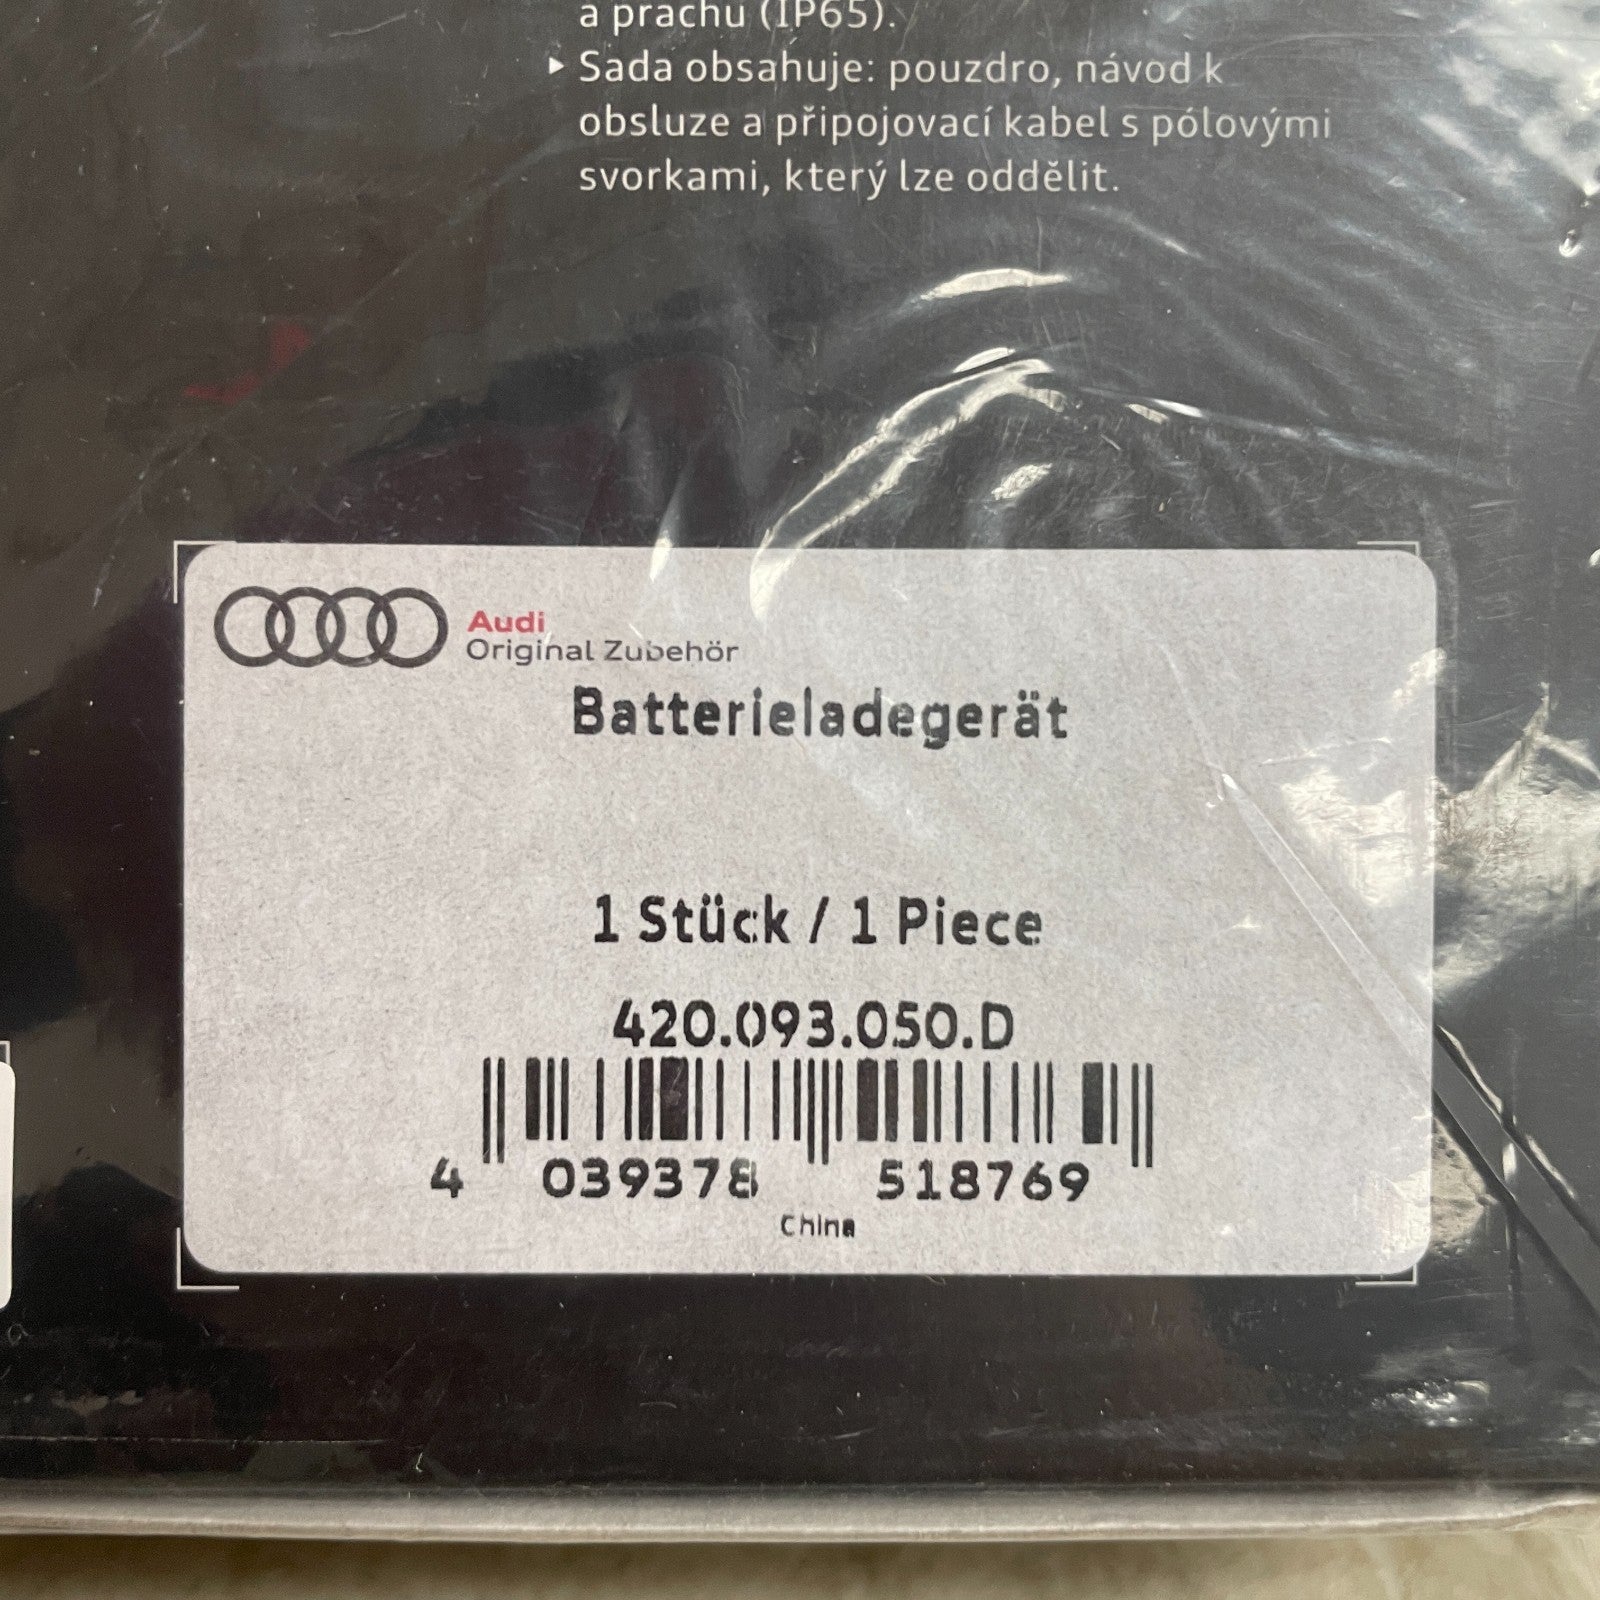 a prachu (IP65).
▸ Sada obsahuje: pouzdro, návod k
obsluze a připojovací kabel s pólovými
svorkami, který lze oddělit.
Audi
Original Zubehör
Batterieladegerät
1 Stück / 1 Piece
420.093.050.D
4 039378 518769
China